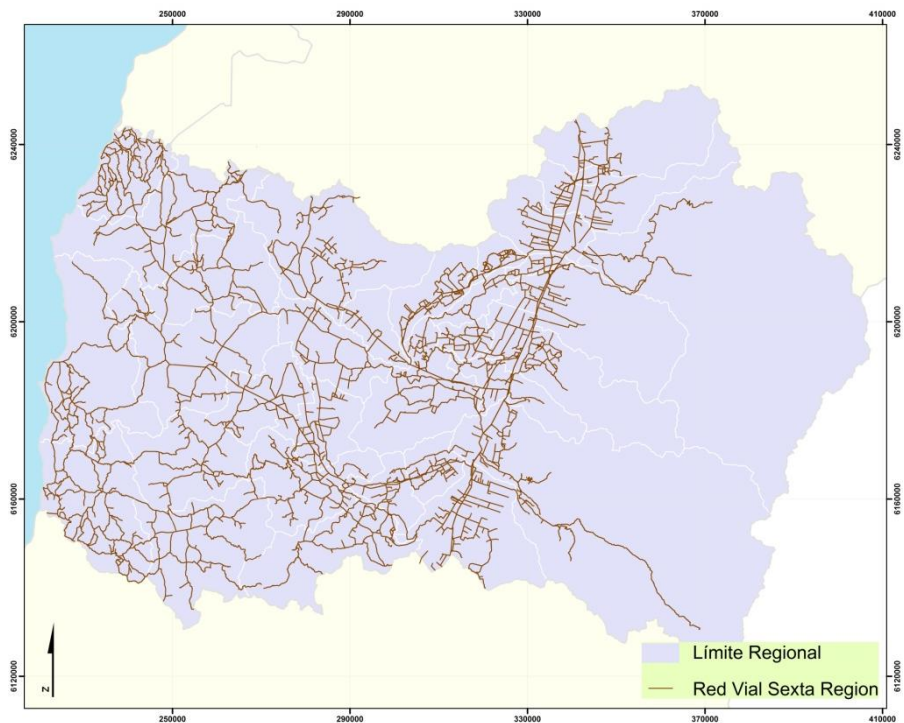 250000 290000 330000 370000 410000
6240000 6240000
6200000 6200000
6160000 6160000
6120000 6120000
N
Límite Regional
Red Vial Sexta Region
250000 290000 330000 370000 410000